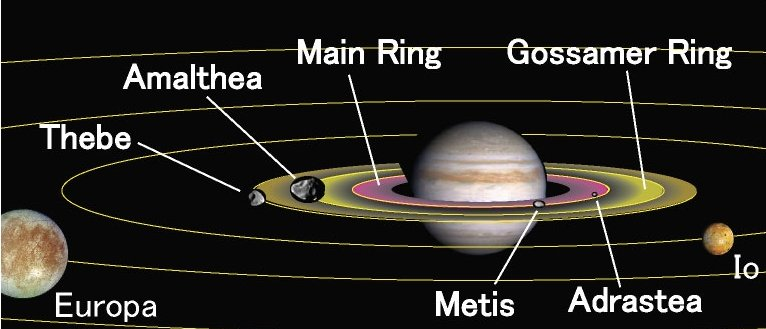 Main Ring
Gossamer Ring
Amalthea
Thebe
Io
Europa
Metis
Adrastea